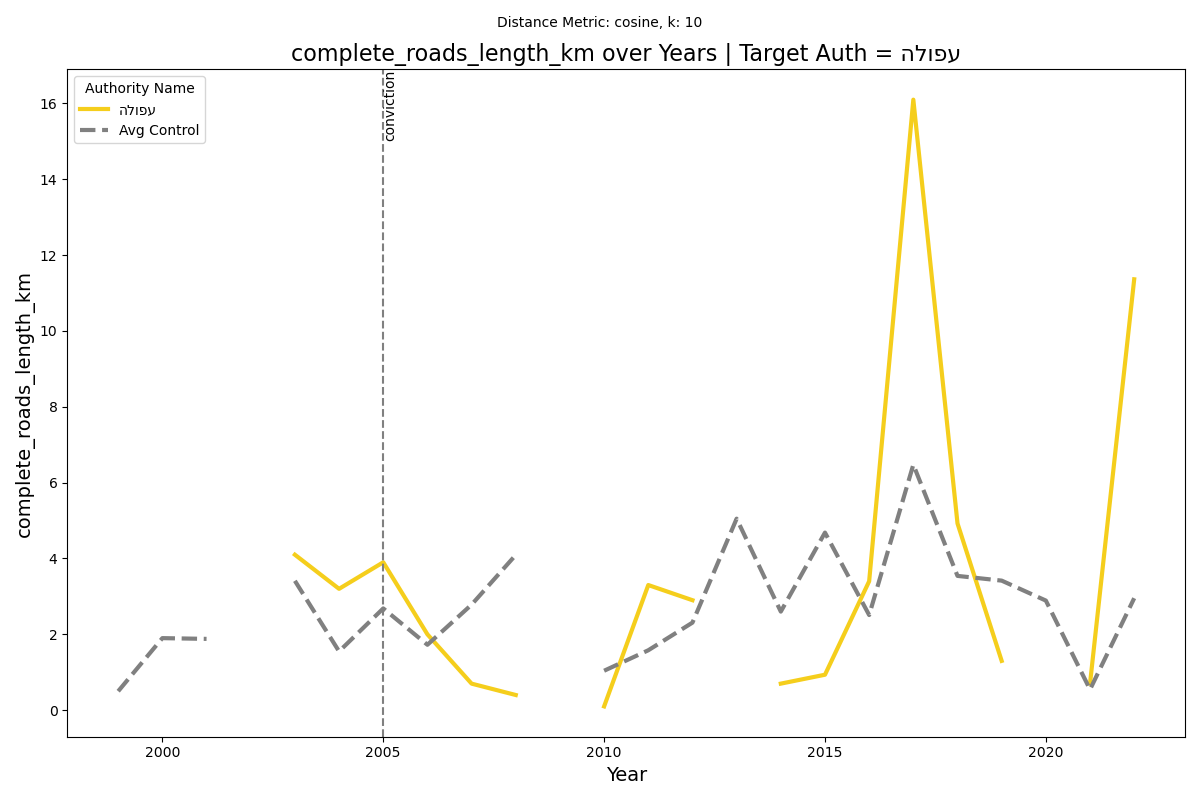 Distance Metric: cosine, k: 10
complete_roads_length_km over Years | Target Auth = עפולה
Authority Name
עפולה
Avg Control
conviction
complete_roads_length_km
16
14
12
10
8
6
4
2
0
2000
2005
2010
2015
2020
Year